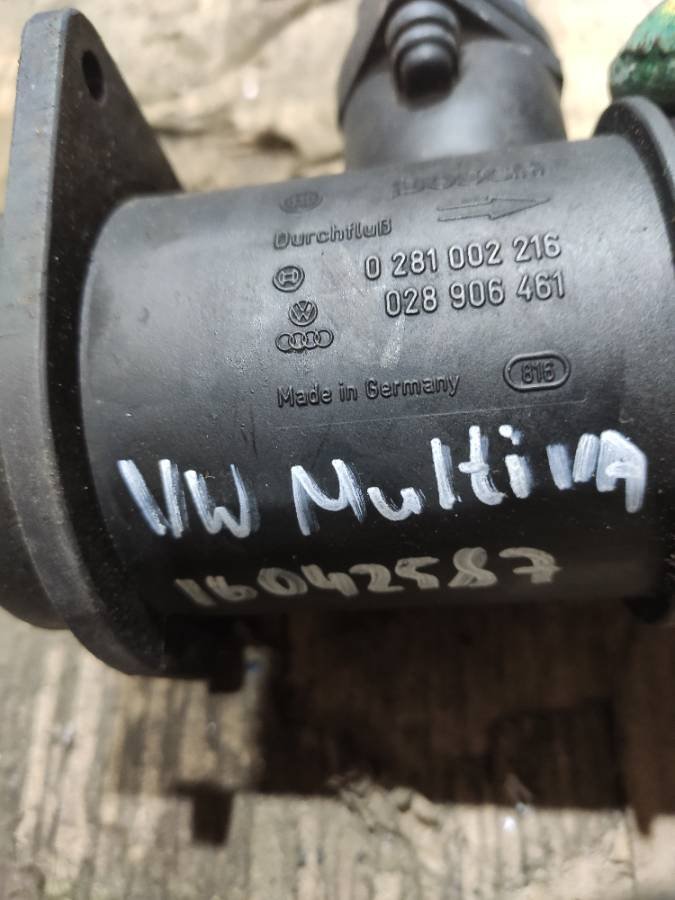 Durchfluß
0 281 002 216
028 906 461
Made in Germany 816
VW MultiVA
16042587